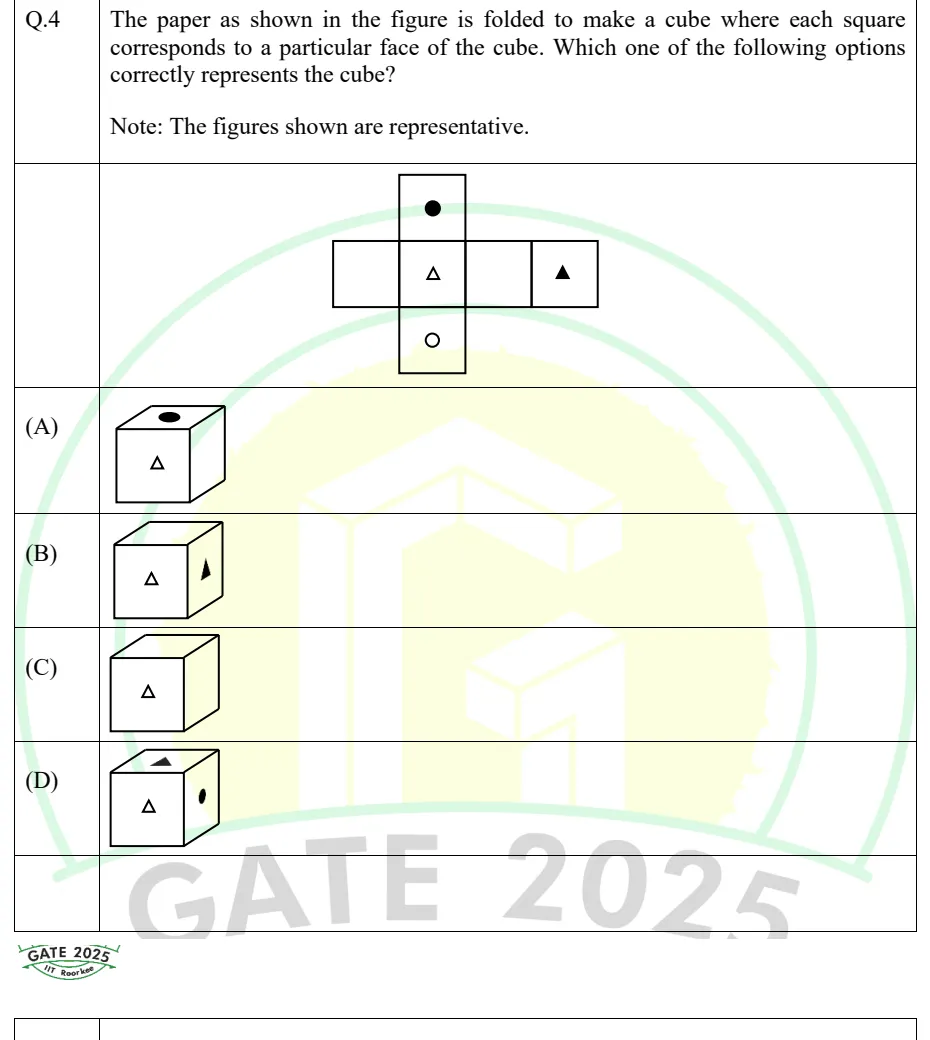 Q.4
The paper as shown in the figure is folded to make a cube where each square
corresponds to a particular face of the cube. Which one of the following options
correctly represents the cube?
Note: The figures shown are representative.
(A)
(B)
(C)
(D)
GATE 2025
GATE 2025
IIT Roorkee